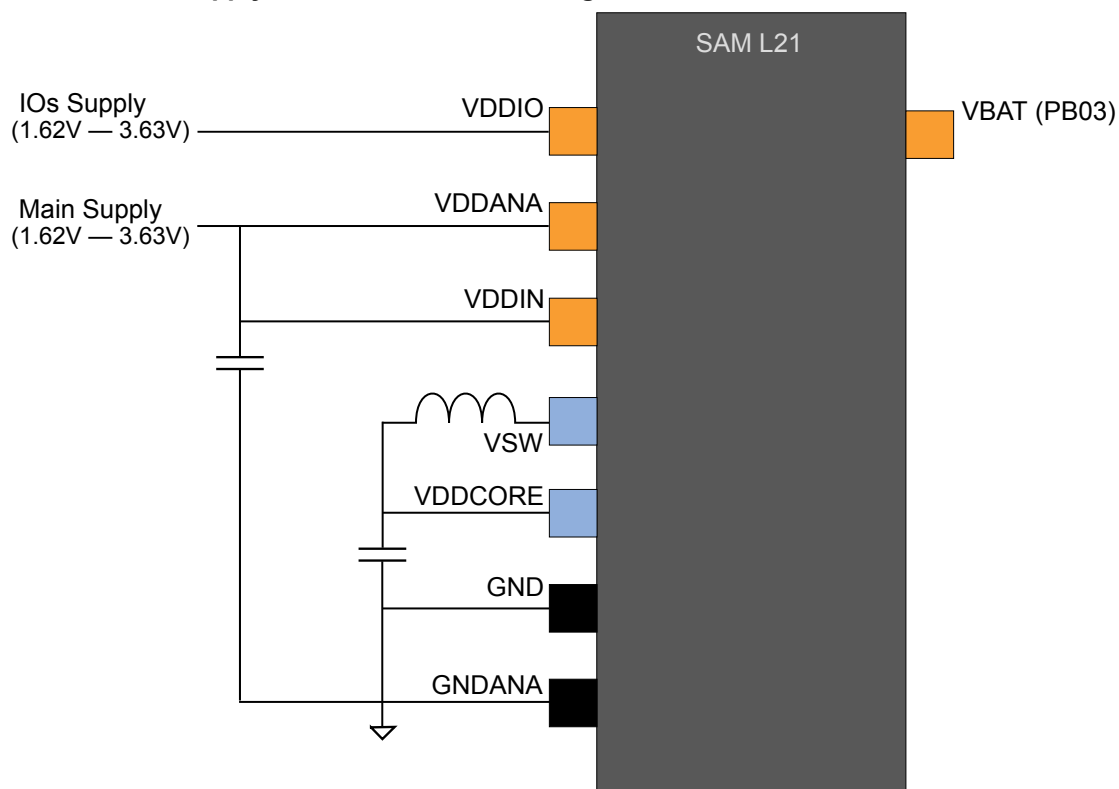 SAM L21
IOs Supply
(1.62V — 3.63V)
VDDIO
VBAT (PB03)
Main Supply
(1.62V — 3.63V)
VDDANA
VDDIN
VSW
VDDCORE
GND
GNDANA